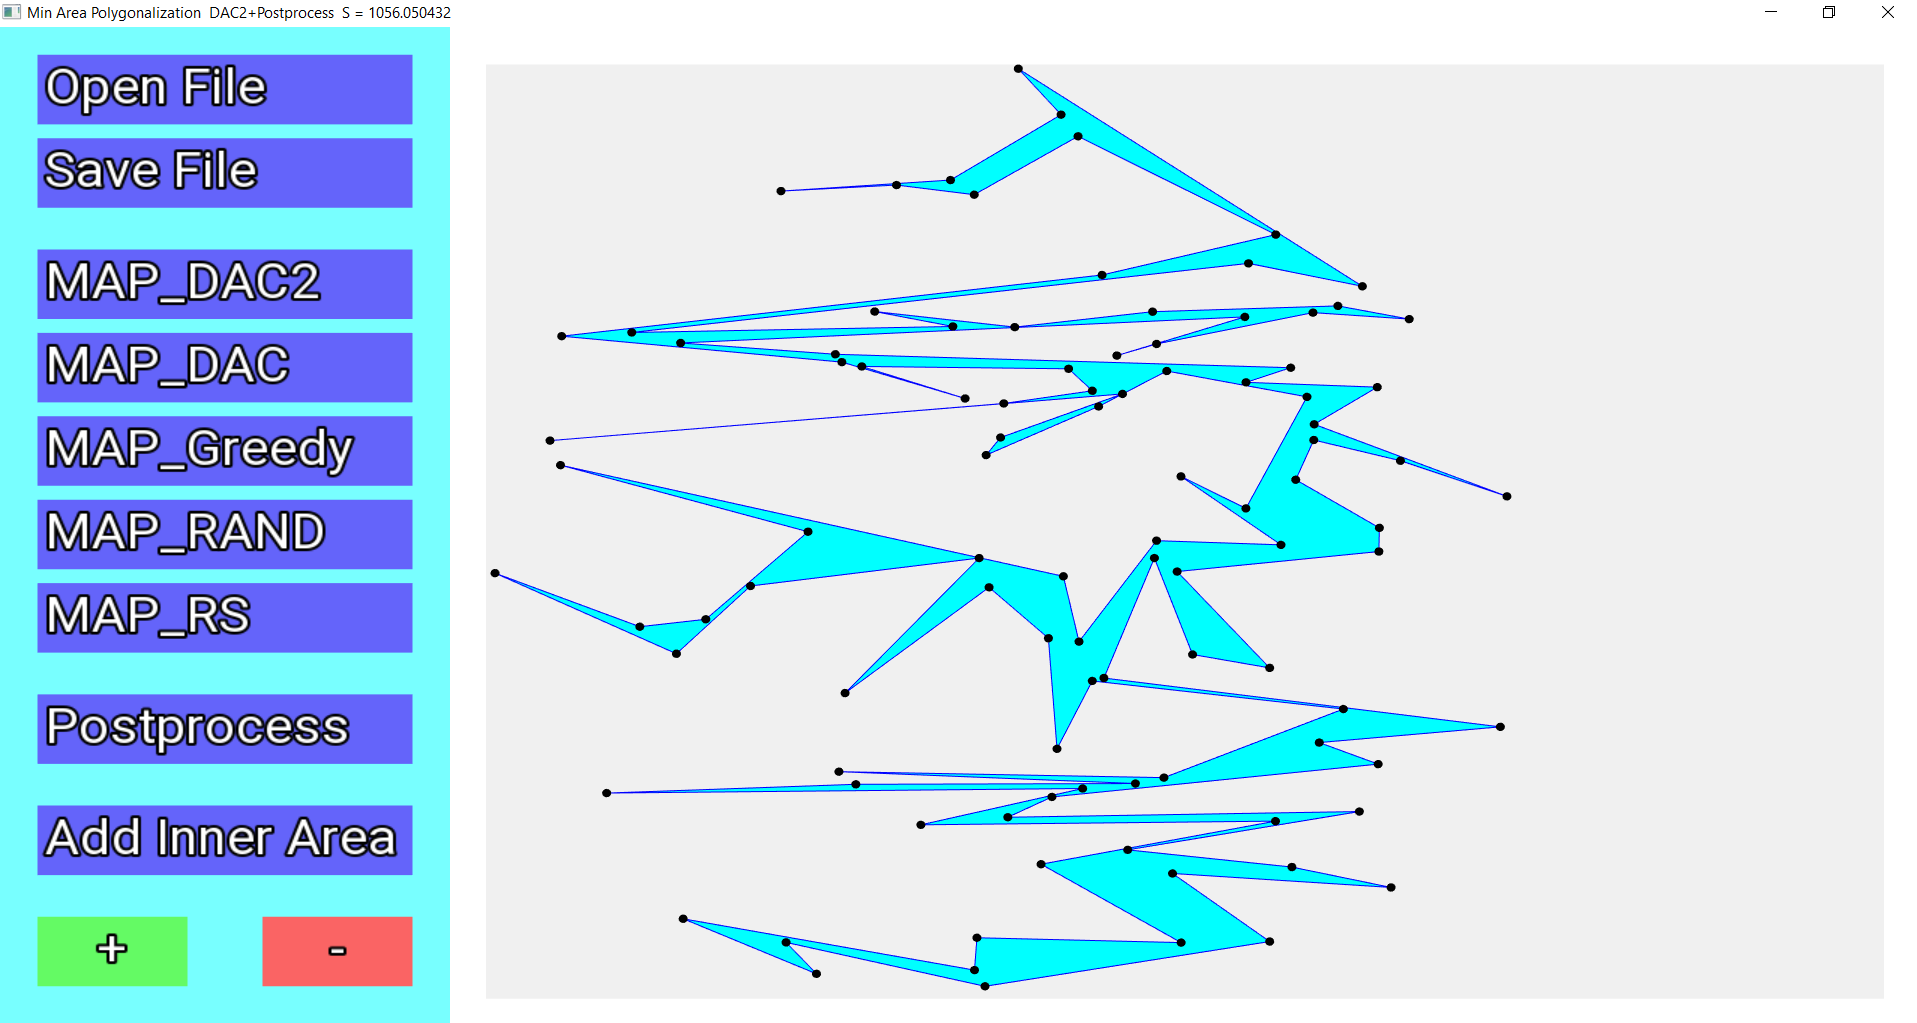 Min Area Polygonalization  DAC2+Postprocess  S = 1056.050432
Open File
Save File
MAP_DAC2
MAP_DAC
MAP_Greedy
MAP_RAND
MAP_RS
Postprocess
Add Inner Area
+ -